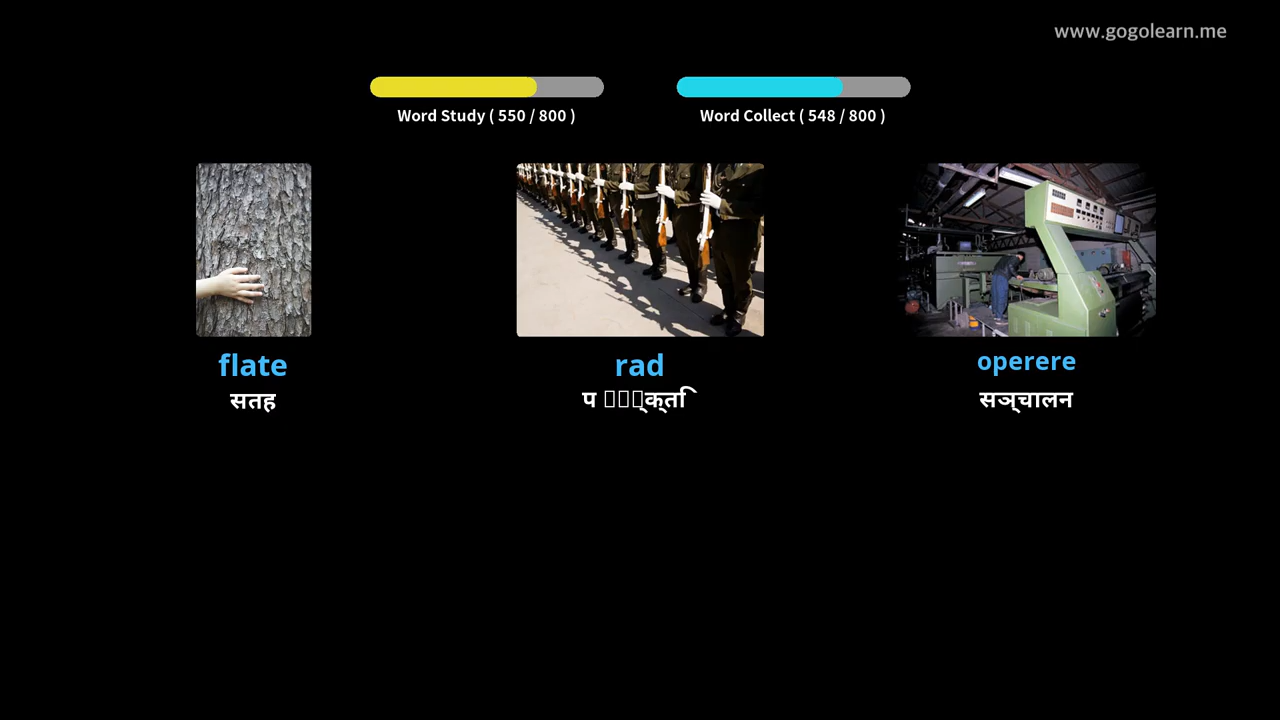 www.gogolearn.me
Word Study ( 550 / 800 )
Word Collect ( 548 / 800 )
flate
rad
operere
सतह
सञ्चालन